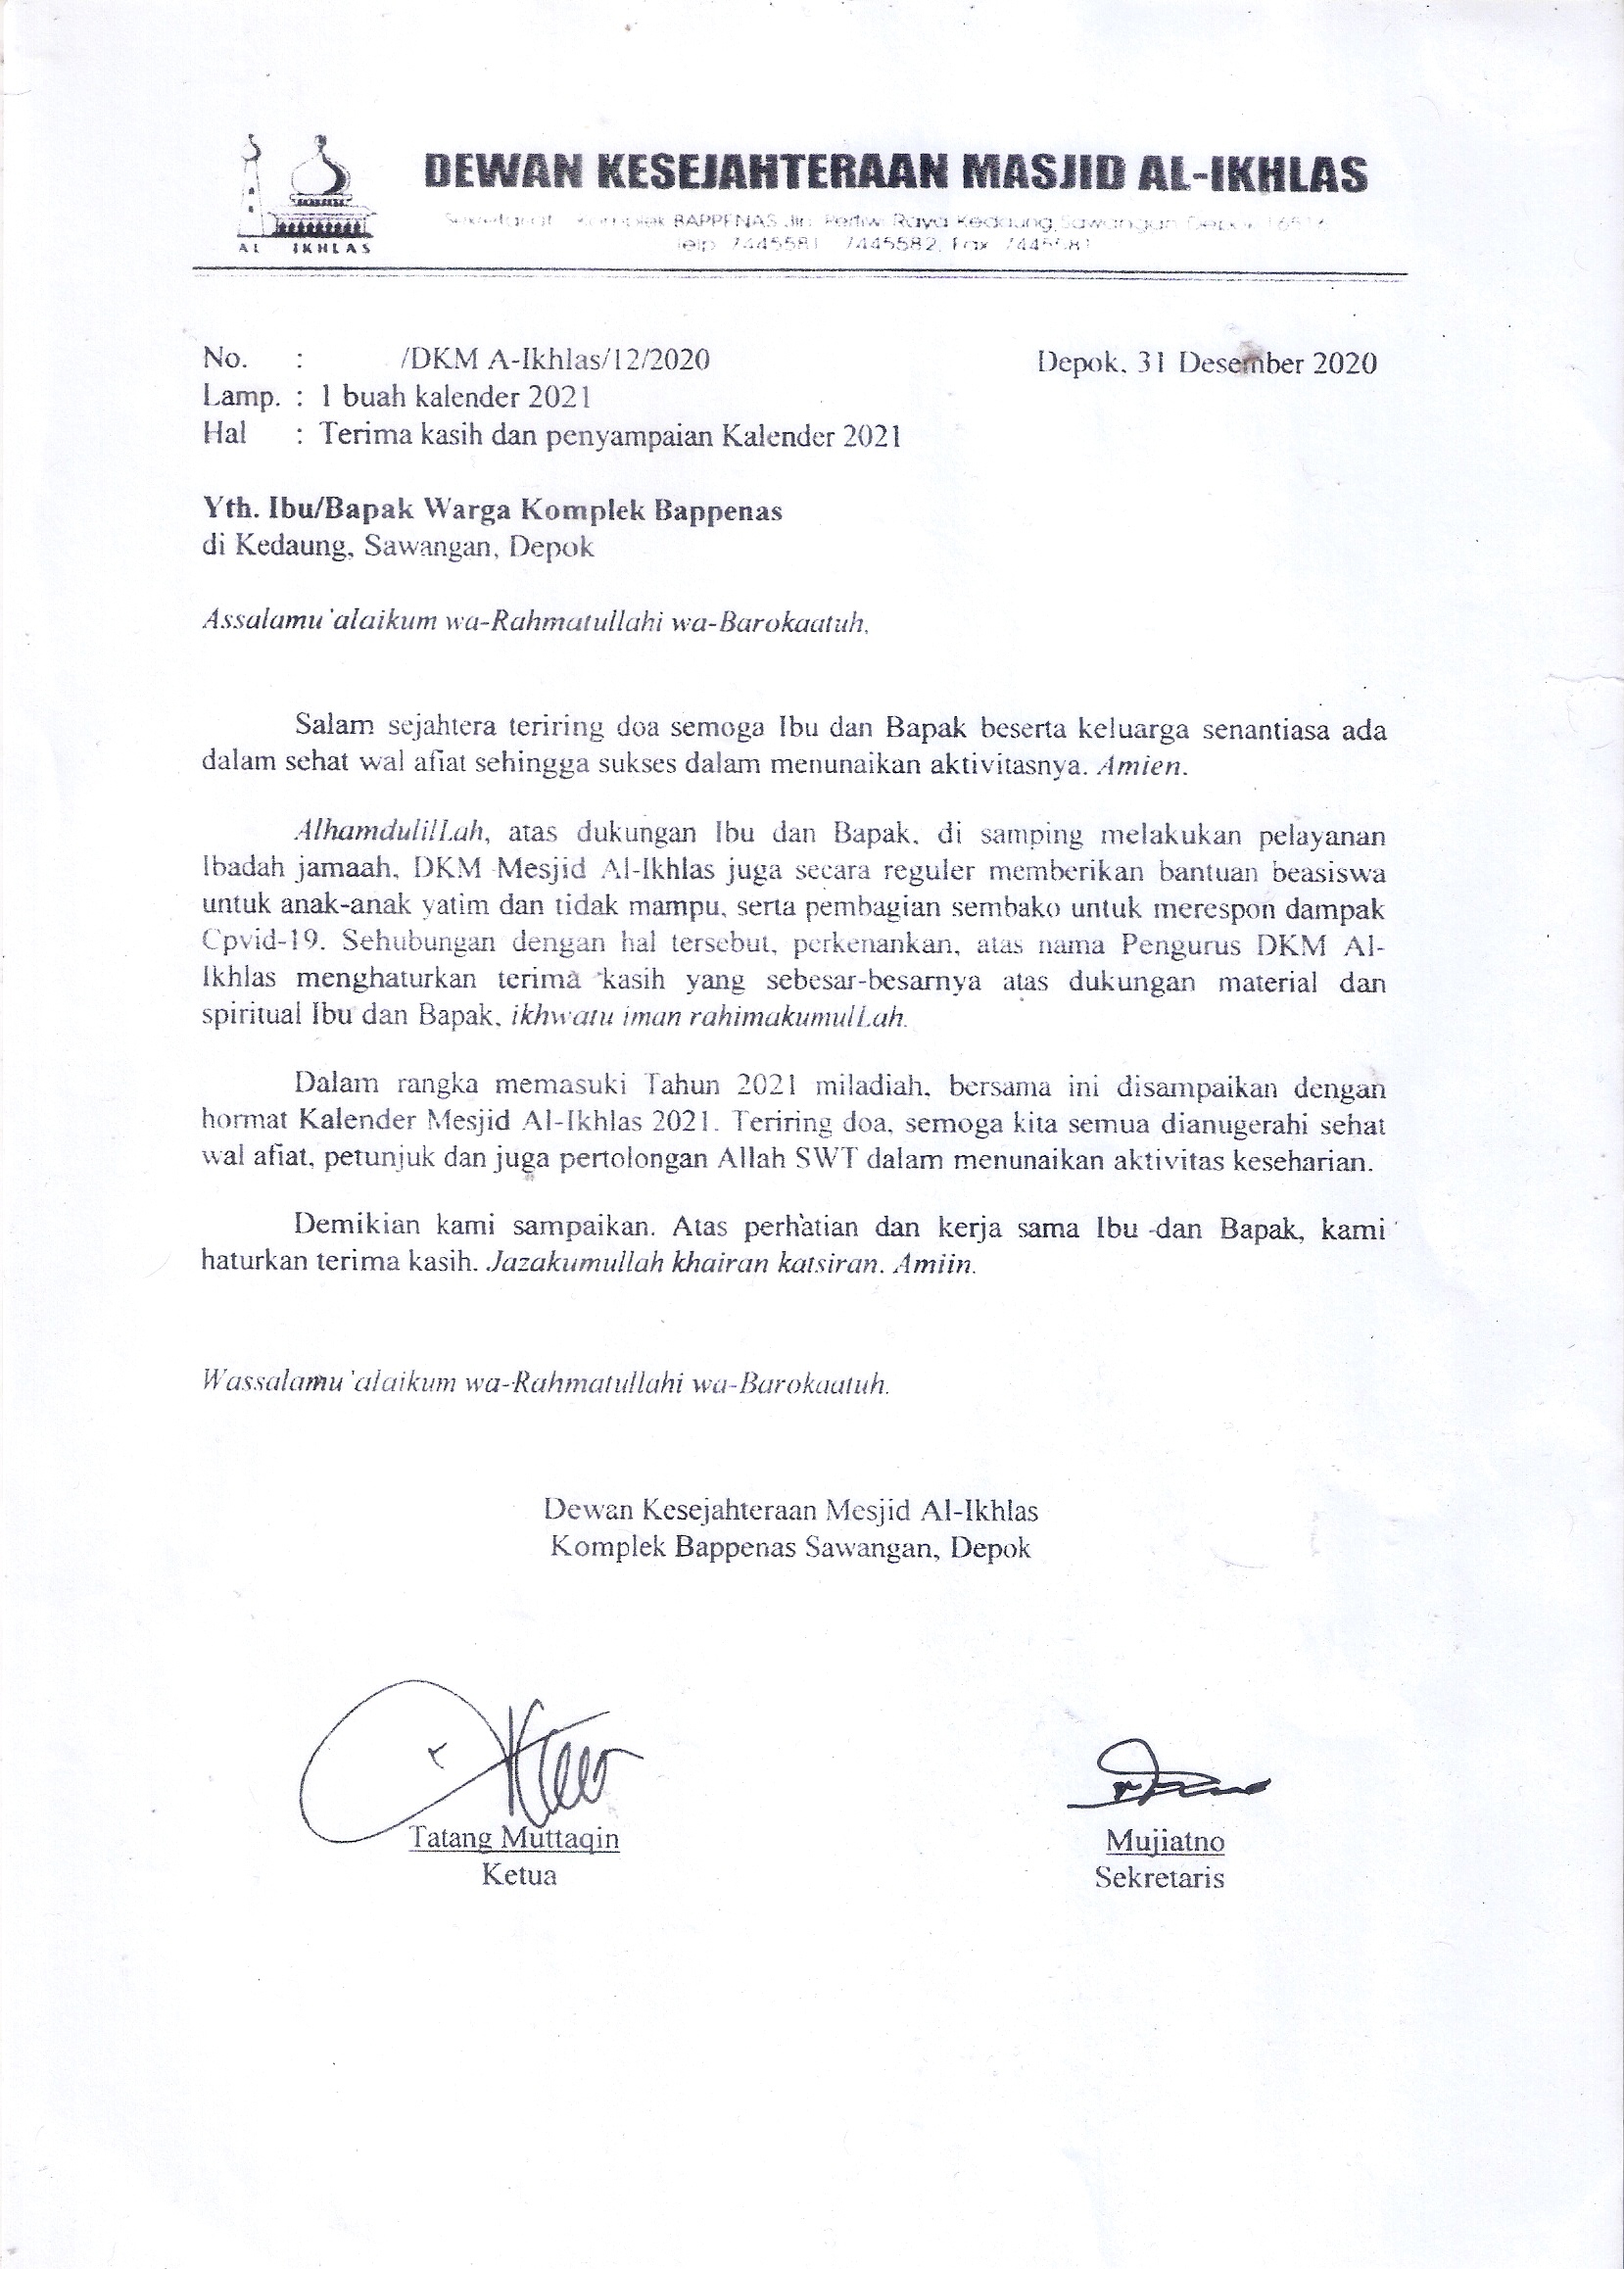 AL IKHLAS
DEWAN KESEJAHTERAAN MASJID AL-IKHLAS
Sekretariat Komplek BAPPENAS Jln. Pertiwi Raya Kedaung, Sawangan Depok 16516
Telp. 7445581 7445582, Fax. 7445581
No. : /DKM A-Ikhlas/12/2020 Depok, 31 Desember 2020
Lamp. : 1 buah kalender 2021
Hal : Terima kasih dan penyampaian Kalender 2021
Yth. Ibu/Bapak Warga Komplek Bappenas
di Kedaung, Sawangan, Depok
Assalamu'alaikum wa-Rahmatullahi wa-Barokaatuh,
Salam sejahtera teriring doa semoga Ibu dan Bapak beserta keluarga senantiasa ada
dalam sehat wal afiat sehingga sukses dalam menunaikan aktivitasnya. Amien.
AlhamdulilLah, atas dukungan Ibu dan Bapak, di samping melakukan pelayanan
Ibadah jamaah, DKM Mesjid Al-Ikhlas juga secara reguler memberikan bantuan beasiswa
untuk anak-anak yatim dan tidak mampu, serta pembagian sembako untuk merespon dampak
Cpvid-19. Sehubungan dengan hal tersebut, perkenankan, atas nama Pengurus DKM Al-
Ikhlas menghaturkan terima kasih yang sebesar-besarnya atas dukungan material dan
spiritual Ibu dan Bapak, ikhwatu iman rahimakumulLah.
Dalam rangka memasuki Tahun 2021 miladiah, bersama ini disampaikan dengan
hormat Kalender Mesjid Al-Ikhlas 2021. Teriring doa, semoga kita semua dianugerahi sehat
wal afiat, petunjuk dan juga pertolongan Allah SWT dalam menunaikan aktivitas keseharian.
Demikian kami sampaikan. Atas perhatian dan kerja sama Ibu dan Bapak, kami
haturkan terima kasih. Jazakumullah khairan katsiran. Amiin.
Wassalamu'alaikum wa-Rahmatullahi wa-Barokaatuh.
Dewan Kesejahteraan Mesjid Al-Ikhlas
Komplek Bappenas Sawangan, Depok
Tatang Muttaqin Mujiatno
Ketua Sekretaris